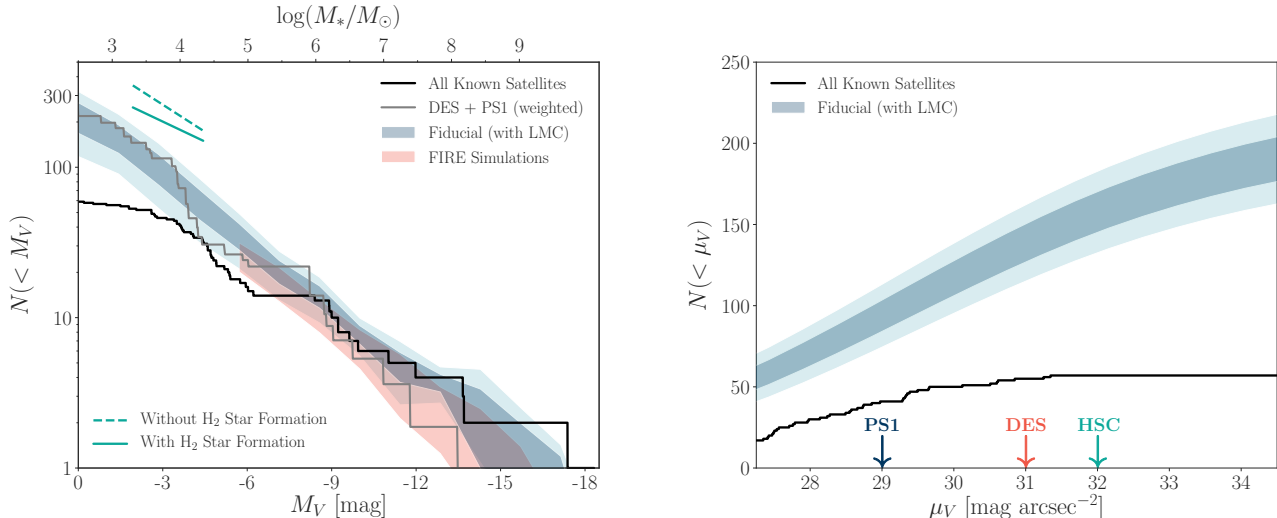 log(M_*/M_⊙)
3 4 5 6 7 8 9
300
100
10
1
N(< M_V)
All Known Satellites
DES + PS1 (weighted)
Fiducial (with LMC)
FIRE Simulations
Without H₂ Star Formation
With H₂ Star Formation
0 -3 -6 -9 -12 -15 -18
M_V [mag]
250
200
150
100
50
0
N(< μ_V)
All Known Satellites
Fiducial (with LMC)
PS1 DES HSC
28 29 30 31 32 33 34
μ_V [mag arcsec⁻²]